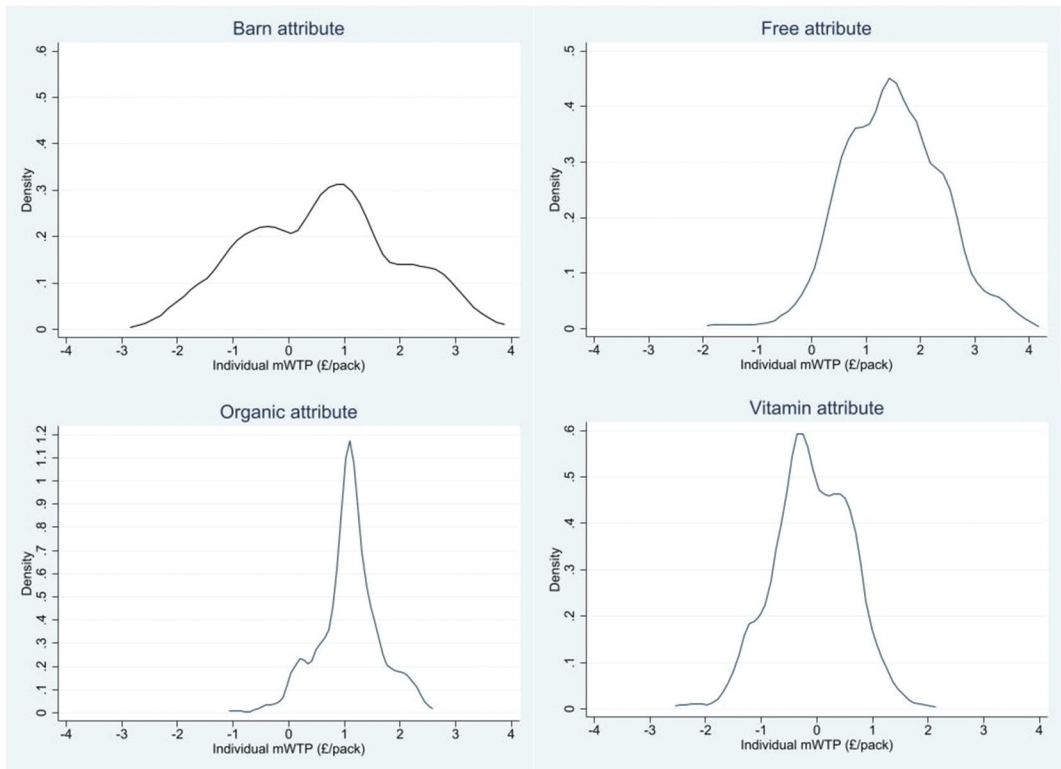 Barn attribute
Density
0 .1 .2 .3 .4 .5 .6
-4 -3 -2 -1 0 1 2 3 4
Individual mWTP (£/pack)
Free attribute
Density
0 .1 .2 .3 .4 .5
-4 -3 -2 -1 0 1 2 3 4
Individual mWTP (£/pack)
Organic attribute
Density
0 .1 .2 .3 .4 .5 .6 .7 .8 .9 1 1.1 1.2
-4 -3 -2 -1 0 1 2 3 4
Individual mWTP (£/pack)
Vitamin attribute
Density
0 .1 .2 .3 .4 .5 .6
-4 -3 -2 -1 0 1 2 3 4
Individual mWTP (£/pack)